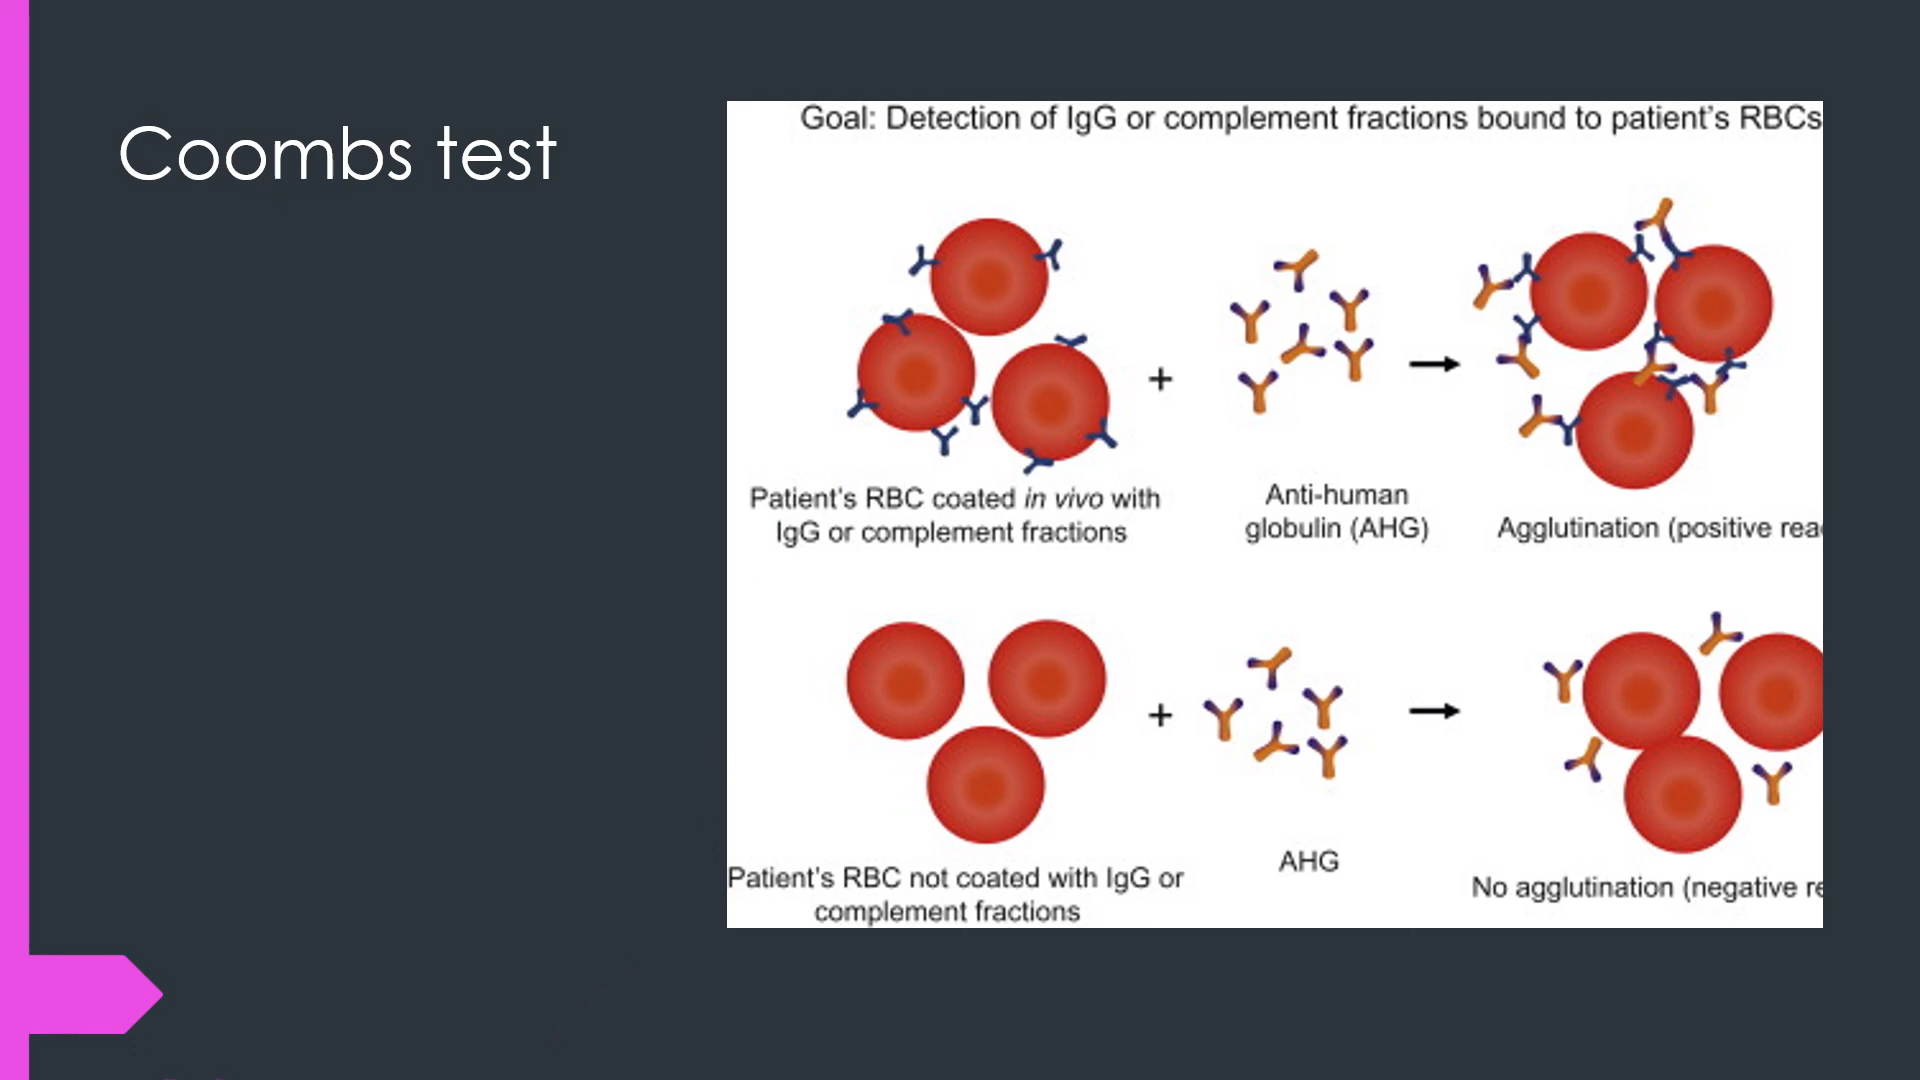 Coombs test
Goal: Detection of IgG or complement fractions bound to patient's RBCs
+
Patient's RBC coated in vivo with
IgG or complement fractions
Anti-human
globulin (AHG)
Agglutination (positive
+
Patient's RBC not coated with IgG or
complement fractions
AHG
No agglutination (negative